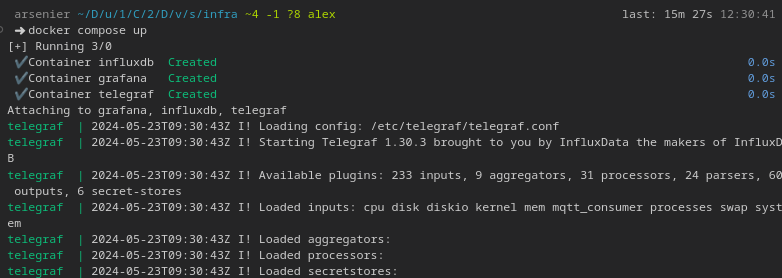 arsenier ~/D/u/1/C/2/D/v/s/infra ~4 -1 ?8 alex last: 15m 27s 12:30:41
➜ docker compose up
[+] Running 3/0
✔Container influxdb Created 0.0s
✔Container grafana Created 0.0s
✔Container telegraf Created 0.0s
Attaching to grafana, influxdb, telegraf
telegraf | 2024-05-23T09:30:43Z I! Loading config: /etc/telegraf/telegraf.conf
telegraf | 2024-05-23T09:30:43Z I! Starting Telegraf 1.30.3 brought to you by InfluxData the makers of InfluxD
B
telegraf | 2024-05-23T09:30:43Z I! Available plugins: 233 inputs, 9 aggregators, 31 processors, 24 parsers, 60
outputs, 6 secret-stores
telegraf | 2024-05-23T09:30:43Z I! Loaded inputs: cpu disk diskio kernel mem mqtt_consumer processes swap syst
em
telegraf | 2024-05-23T09:30:43Z I! Loaded aggregators:
telegraf | 2024-05-23T09:30:43Z I! Loaded processors:
telegraf | 2024-05-23T09:30:43Z I! Loaded secretstores: